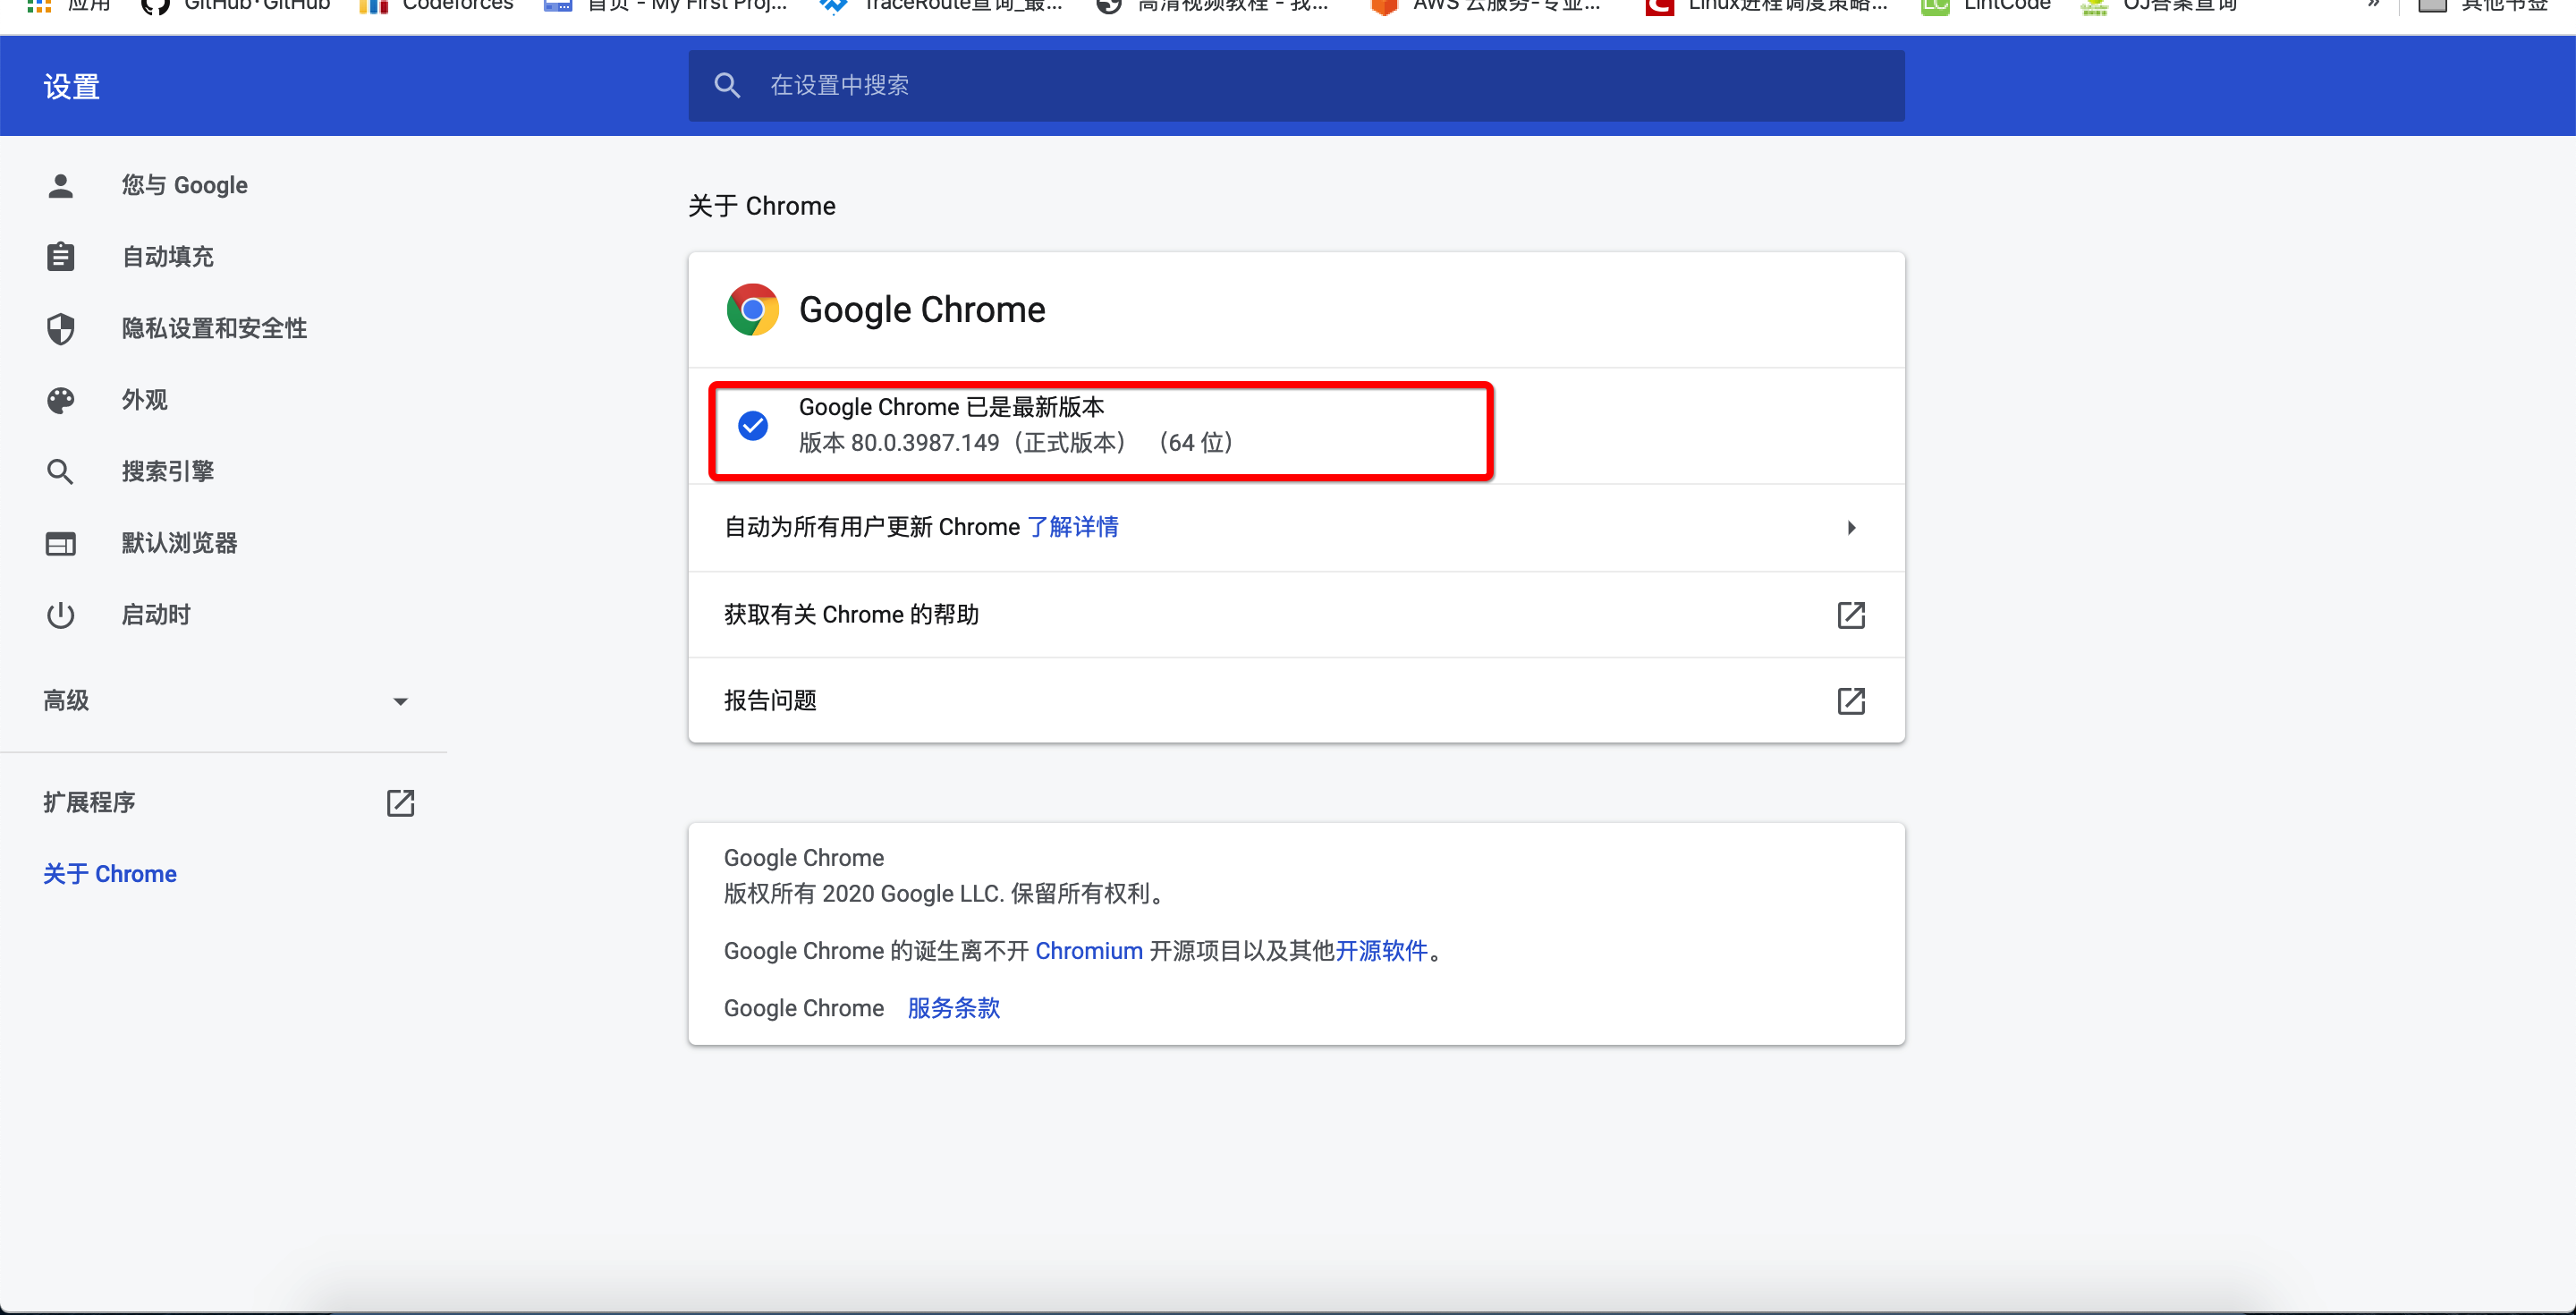 应用 GitHub · GitHub Codeforces 首页 - My First Proj... TraceRoute查询_最... 高清视频教程 - 我... AWS 云服务-专业... Linux进程调度策略... LintCode OJ答案查询 » 其他书签
设置
在设置中搜索
您与 Google
自动填充
隐私设置和安全性
外观
搜索引擎
默认浏览器
启动时
高级
扩展程序
关于 Chrome
关于 Chrome
Google Chrome
Google Chrome 已是最新版本
版本 80.0.3987.149（正式版本） （64 位）
自动为所有用户更新 Chrome 了解详情
获取有关 Chrome 的帮助
报告问题
Google Chrome
版权所有 2020 Google LLC. 保留所有权利。
Google Chrome 的诞生离不开 Chromium 开源项目以及其他开源软件。
Google Chrome 服务条款